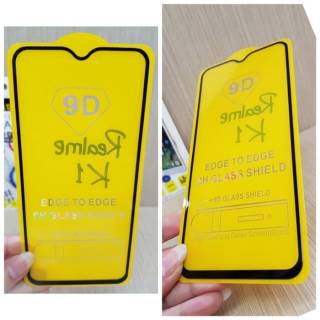 9D
Realme
K1
EDGE TO EDGE
9H GLASS SHIELD
9D
Realme
K1
EDGE TO EDGE
9H GLASS SHIELD
GLASS SHIELD